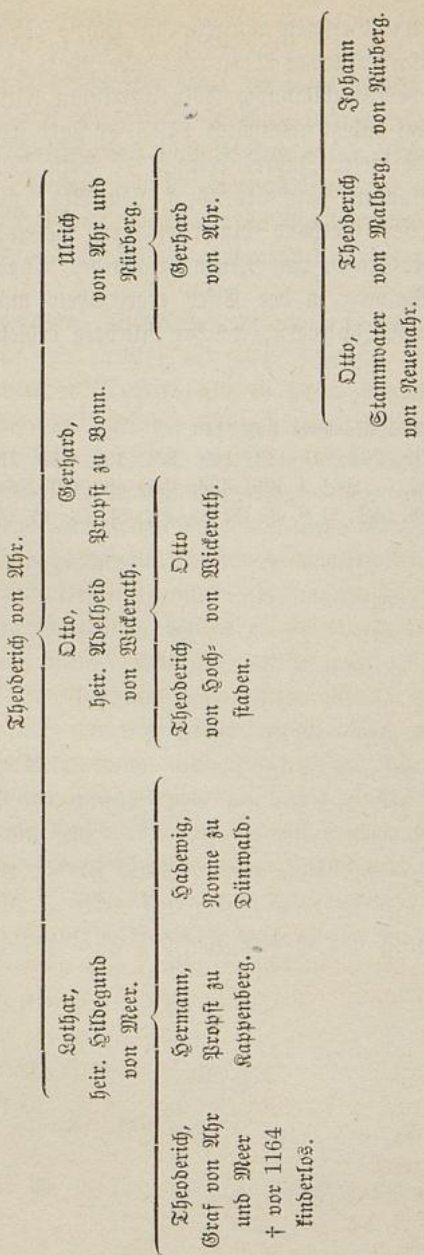 Theoderich von Ahr.
Lothar,
heir. Hildegund
von Meer.
Otto,
heir. Adelheid
von Wickerath.
Gerhard,
Propst zu Bonn.
Ulrich
von Ahr und
Nürberg.
Theoderich,
Graf von Ahr
und Meer
† vor 1164
kinderlos.
Hermann,
Propst zu
Kappenberg.
Hadewig,
Nonne zu
Dünwald.
Theoderich
von Hoch-
staden.
Otto
von Wickerath.
Gerhard
von Ahr.
Otto,
Stammvater
von Neuenahr.
Theoderich
von Malberg.
Johann
von Nürberg.